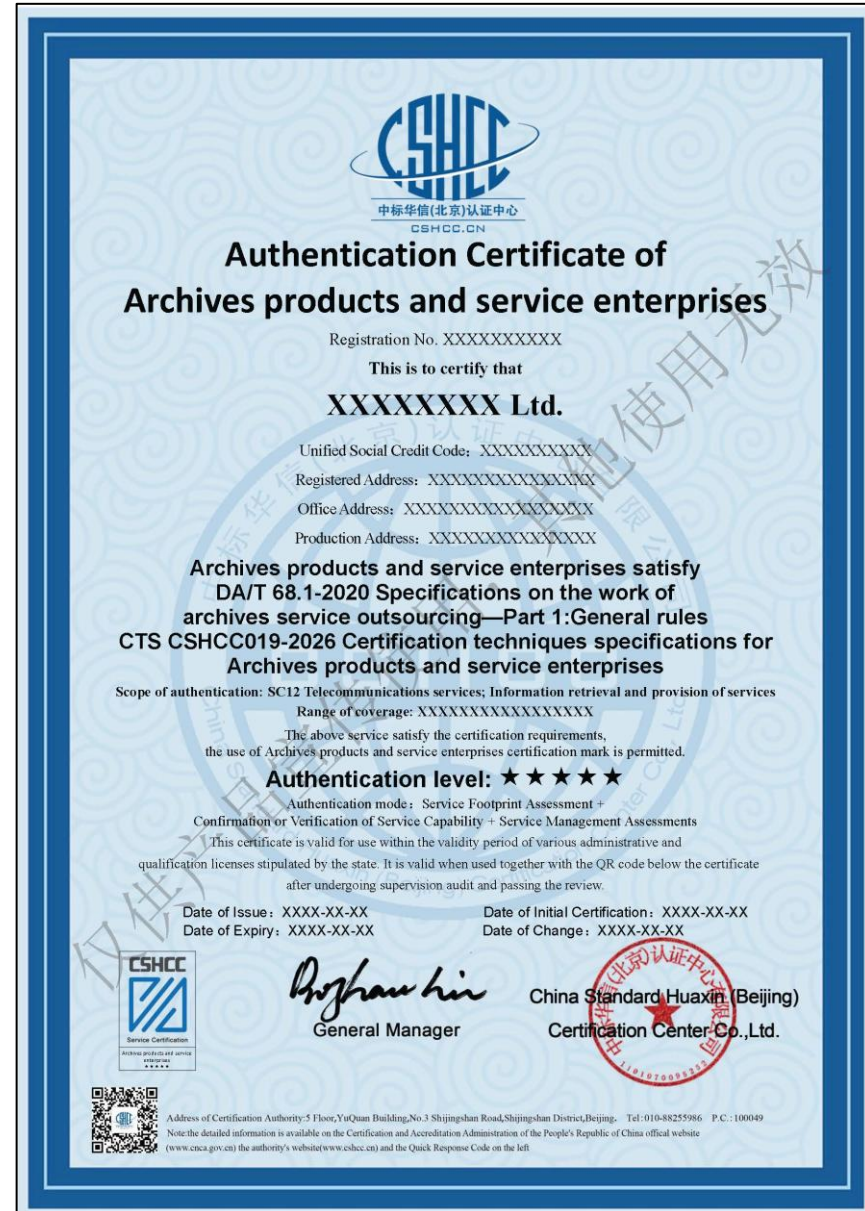 CSHCC
中标华信(北京)认证中心
CSHCC.CN
Authentication Certificate of
Archives products and service enterprises
Registration No. XXXXXXXXXX
This is to certify that
XXXXXXXX Ltd.
Unified Social Credit Code：XXXXXXXXXX
Registered Address：XXXXXXXXXXXXXXX
Office Address：XXXXXXXXXXXXXXXXX
Production Address：XXXXXXXXXXXXXXX
Archives products and service enterprises satisfy
DA/T 68.1-2020 Specifications on the work of
archives service outsourcing—Part 1:General rules
CTS CSHCC019-2026 Certification techniques specifications for
Archives products and service enterprises
Scope of authentication: SC12 Telecommunications services; Information retrieval and provision of services
Range of coverage: XXXXXXXXXXXXXXXXX
The above service satisfy the certification requirements,
the use of Archives products and service enterprises certification mark is permitted.
Authentication level: ★★★★★
Authentication mode：Service Footprint Assessment +
Confirmation or Verification of Service Capability + Service Management Assessments
This certificate is valid for use within the validity period of various administrative and
qualification licenses stipulated by the state. It is valid when used together with the QR code below the certificate
after undergoing supervision audit and passing the review.
Date of Issue：XXXX-XX-XX Date of Initial Certification：XXXX-XX-XX
Date of Expiry：XXXX-XX-XX Date of Change：XXXX-XX-XX
CSHCC
Service Certification
Archives products and service
enterprises
★★★★★
General Manager
China Standard Huaxin (Beijing)
Certification Center Co.,Ltd.
1101070095252
Address of Certification Authority:5 Floor,YuQuan Building,No.3 Shijingshan Road,Shijingshan District,Beijing. Tel:010-88255986 P.C.:100049
Note:the detailed information is available on the Certification and Accreditation Administration of the People's Republic of China offical website
(www.cnca.gov.cn) the authority's website(www.cshcc.cn) and the Quick Response Code on the left